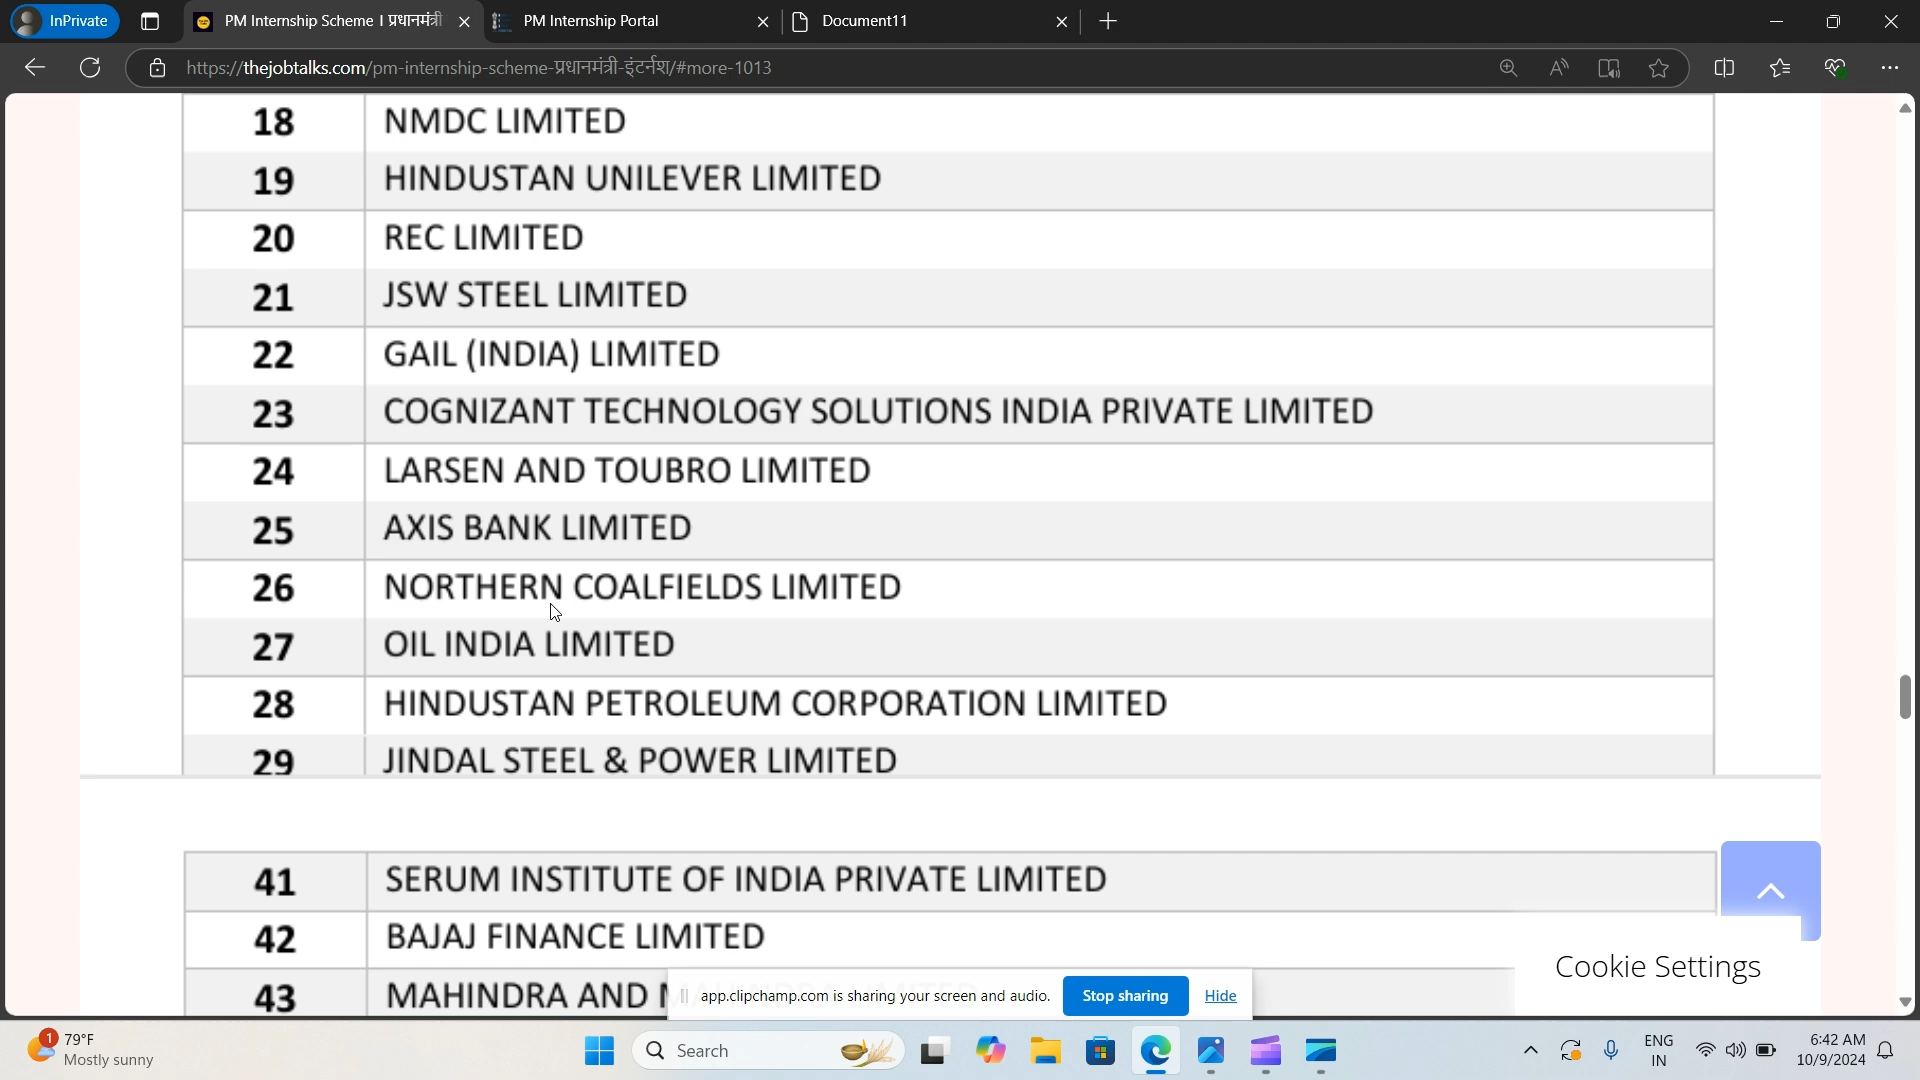 InPrivate
PM Internship Scheme । प्रधानमंत्री
PM Internship Portal
Document11
https://thejobtalks.com/pm-internship-scheme-प्रधानमंत्री-इंटर्नश/#more-1013
18 NMDC LIMITED
19 HINDUSTAN UNILEVER LIMITED
20 REC LIMITED
21 JSW STEEL LIMITED
22 GAIL (INDIA) LIMITED
23 COGNIZANT TECHNOLOGY SOLUTIONS INDIA PRIVATE LIMITED
24 LARSEN AND TOUBRO LIMITED
25 AXIS BANK LIMITED
26 NORTHERN COALFIELDS LIMITED
27 OIL INDIA LIMITED
28 HINDUSTAN PETROLEUM CORPORATION LIMITED
29 JINDAL STEEL & POWER LIMITED
41 SERUM INSTITUTE OF INDIA PRIVATE LIMITED
42 BAJAJ FINANCE LIMITED
Cookie Settings
43 MAHINDRA AND
app.clipchamp.com is sharing your screen and audio. Stop sharing Hide
1 79°F
Mostly sunny
Search
ENG
IN
6:42 AM
10/9/2024